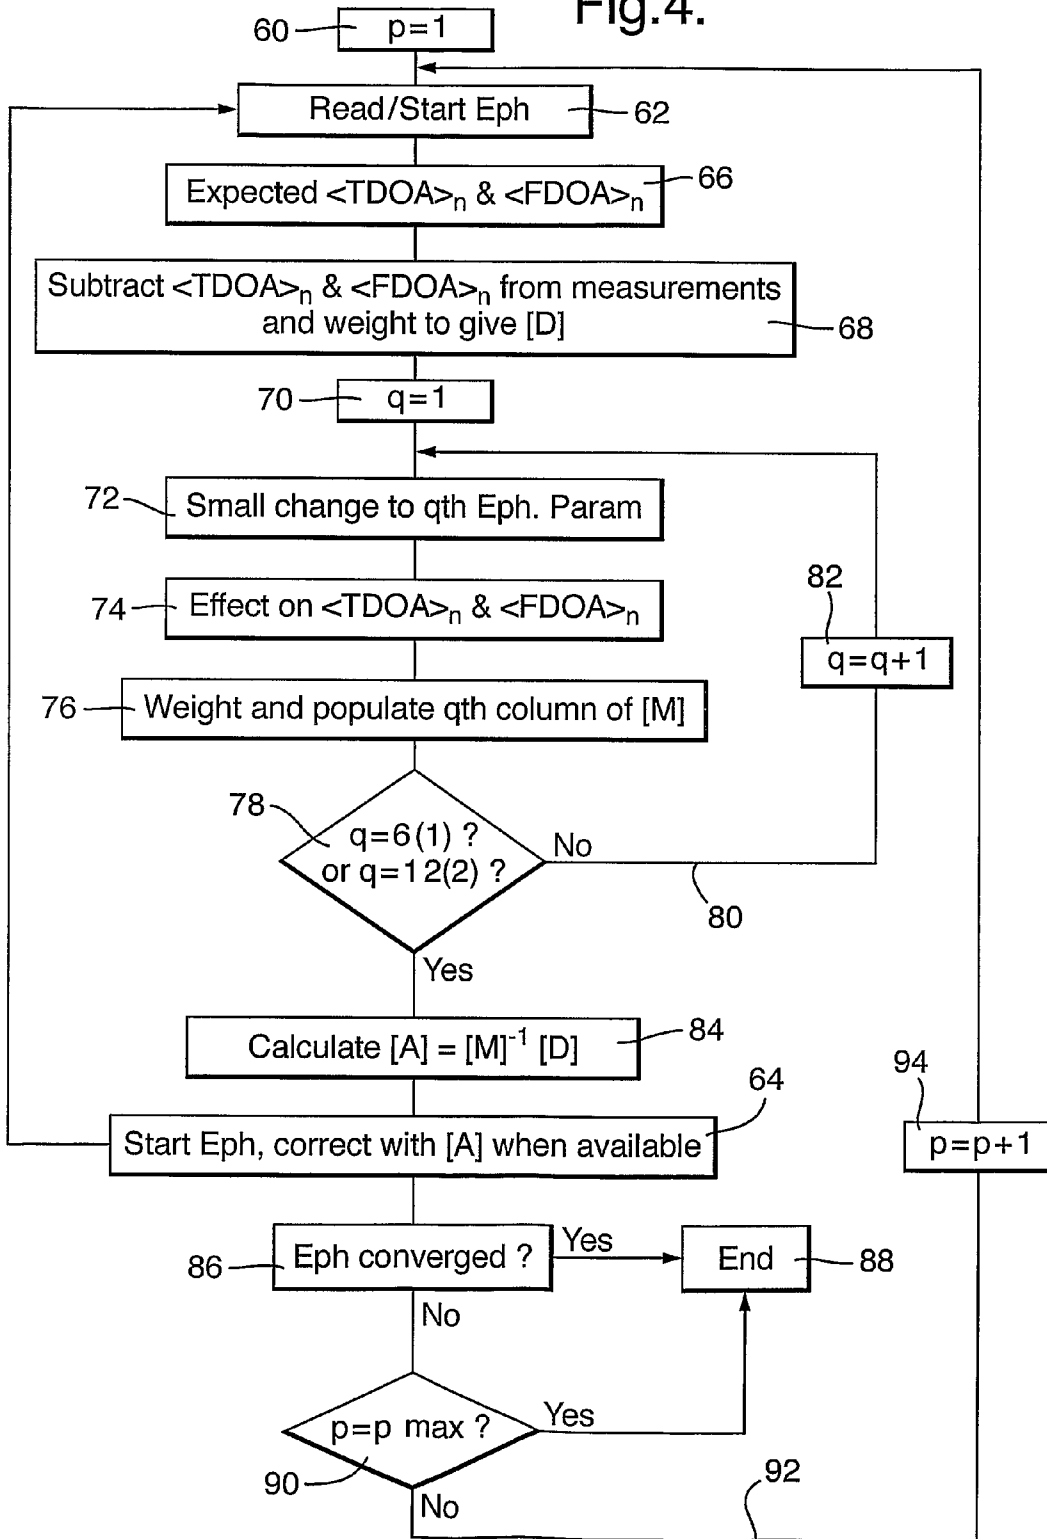 Fig.4.
60 p=1
Read/Start Eph 62
Expected <TDOA>n & <FDOA>n 66
Subtract <TDOA>n & <FDOA>n from measurements
and weight to give [D] 68
70 q=1
72 Small change to qth Eph. Param
74 Effect on <TDOA>n & <FDOA>n
82
q=q+1
76 Weight and populate qth column of [M]
78
q=6(1) ?
or q=12(2) ?
No
80
Yes
Calculate [A] = [M]-1 [D] 84
64
Start Eph, correct with [A] when available
94
p=p+1
86 Eph converged ? Yes End 88
No
p=p max ? Yes
90
No
92